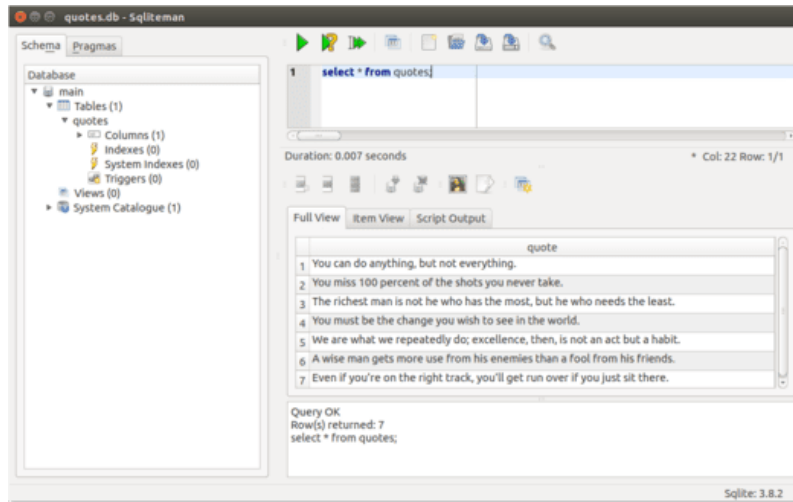 quotes.db - Sqliteman
Schema Pragmas
Database
main
Tables (1)
quotes
Columns (1)
Indexes (0)
System Indexes (0)
Triggers (0)
Views (0)
System Catalogue (1)
1 select * from quotes;
Duration: 0.007 seconds * Col: 22 Row: 1/1
Full View Item View Script Output
quote
1 You can do anything, but not everything.
2 You miss 100 percent of the shots you never take.
3 The richest man is not he who has the most, but he who needs the least.
4 You must be the change you wish to see in the world.
5 We are what we repeatedly do; excellence, then, is not an act but a habit.
6 A wise man gets more use from his enemies than a fool from his friends.
7 Even if you're on the right track, you'll get run over if you just sit there.
Query OK
Row(s) returned: 7
select * from quotes;
Sqlite: 3.8.2